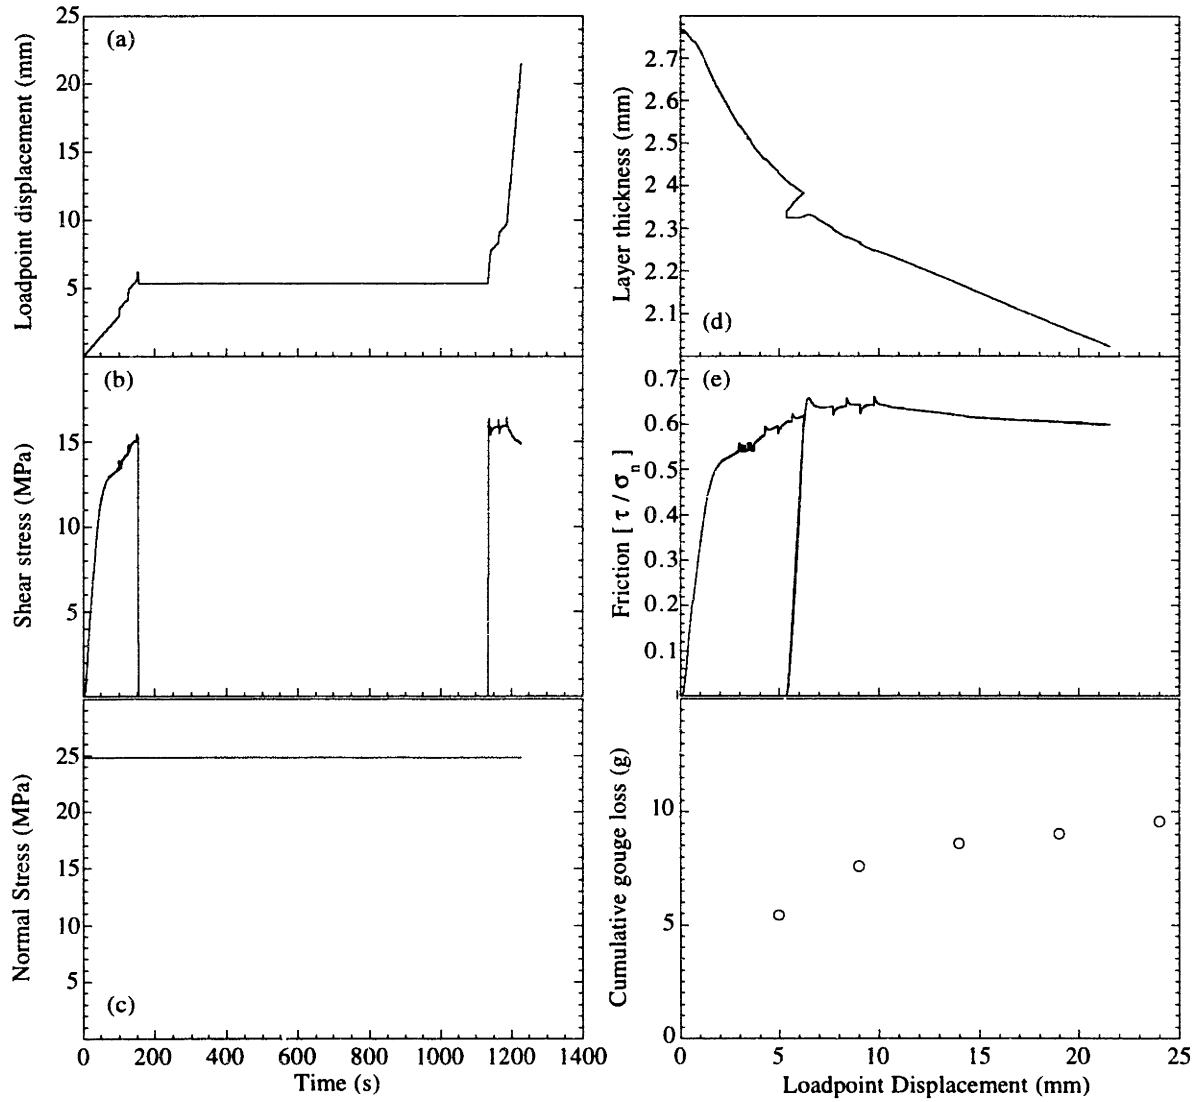 (a)
Loadpoint displacement (mm)
25
20
15
10
5
(b)
Shear stress (MPa)
15
10
5
(c)
Normal Stress (MPa)
25
20
15
10
5
0 200 400 600 800 1000 1200 1400
Time (s)
(d)
Layer thickness (mm)
2.7
2.6
2.5
2 4
2.3
2.2
2.1
(e)
Friction [ τ / σn ]
0.7
0.6
0.5
0.4
0.3
0.2
0.1
Cumulative gouge loss (g)
10
5
0
0 5 10 15 20 25
Loadpoint Displacement (mm)